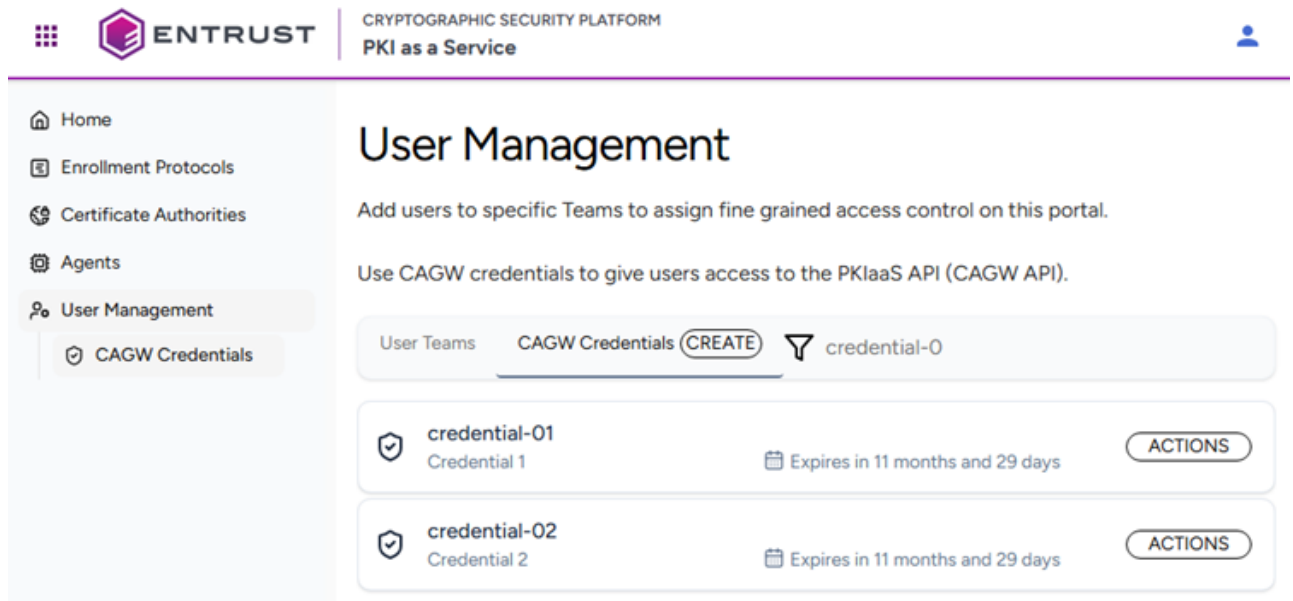 ENTRUST
CRYPTOGRAPHIC SECURITY PLATFORM
PKI as a Service
Home
Enrollment Protocols
Certificate Authorities
Agents
User Management
CAGW Credentials
User Management
Add users to specific Teams to assign fine grained access control on this portal.
Use CAGW credentials to give users access to the PKIaaS API (CAGW API).
User Teams CAGW Credentials CREATE credential-0
credential-01
Credential 1 Expires in 11 months and 29 days ACTIONS
credential-02
Credential 2 Expires in 11 months and 29 days ACTIONS